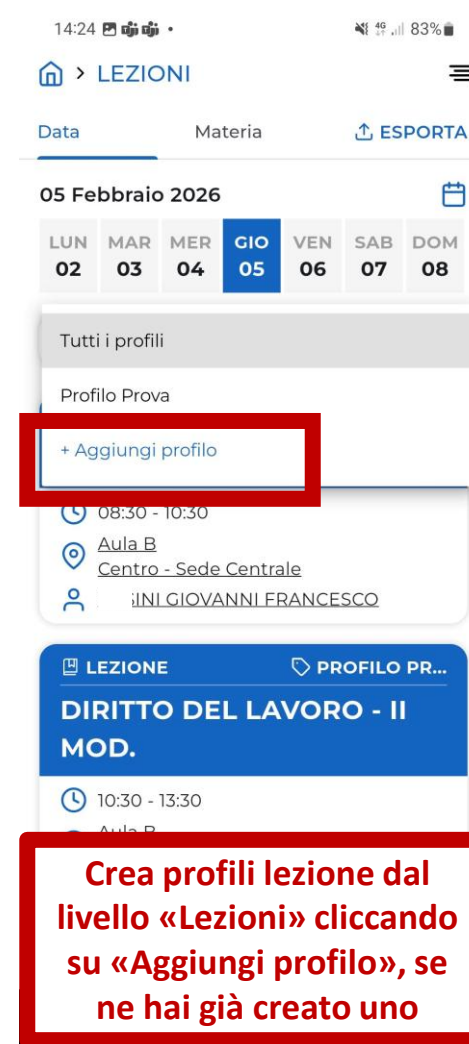 14:24 83%
> LEZIONI
Data Materia ESPORTA
05 Febbraio 2026
LUN MAR MER GIO VEN SAB DOM
02 03 04 05 06 07 08
Tutti i profili
Profilo Prova
+ Aggiungi profilo
08:30 - 10:30
Aula B
Centro - Sede Centrale
GIOVANNI FRANCESCO
LEZIONE PROFILO PR...
DIRITTO DEL LAVORO - II
MOD.
10:30 - 13:30
Aula B
Crea profili lezione dal
livello «Lezioni» cliccando
su «Aggiungi profilo», se
ne hai già creato uno